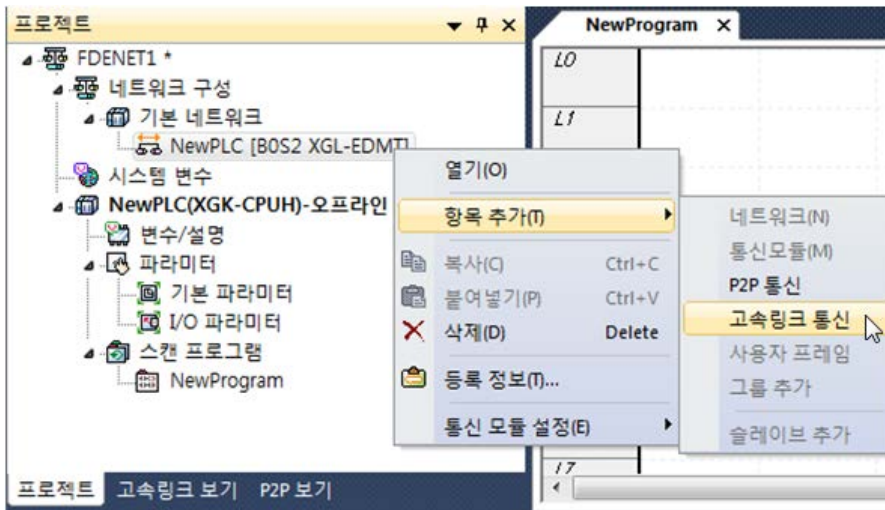 프로젝트
FDENET1 *
네트워크 구성
기본 네트워크
NewPLC [B0S2 XGL-EDMT]
시스템 변수
NewPLC(XGK-CPUH)-오프라인
변수/설명
파라미터
기본 파라미터
I/O 파라미터
스캔 프로그램
NewProgram
프로젝트 고속링크 보기 P2P 보기
NewProgram
L0
L1
L7
열기(O)
항목 추가(T)
복사(C) Ctrl+C
붙여넣기(P) Ctrl+V
삭제(D) Delete
등록 정보(T)...
통신 모듈 설정(E)
네트워크(N)
통신모듈(M)
P2P 통신
고속링크 통신
사용자 프레임
그룹 추가
슬레이브 추가